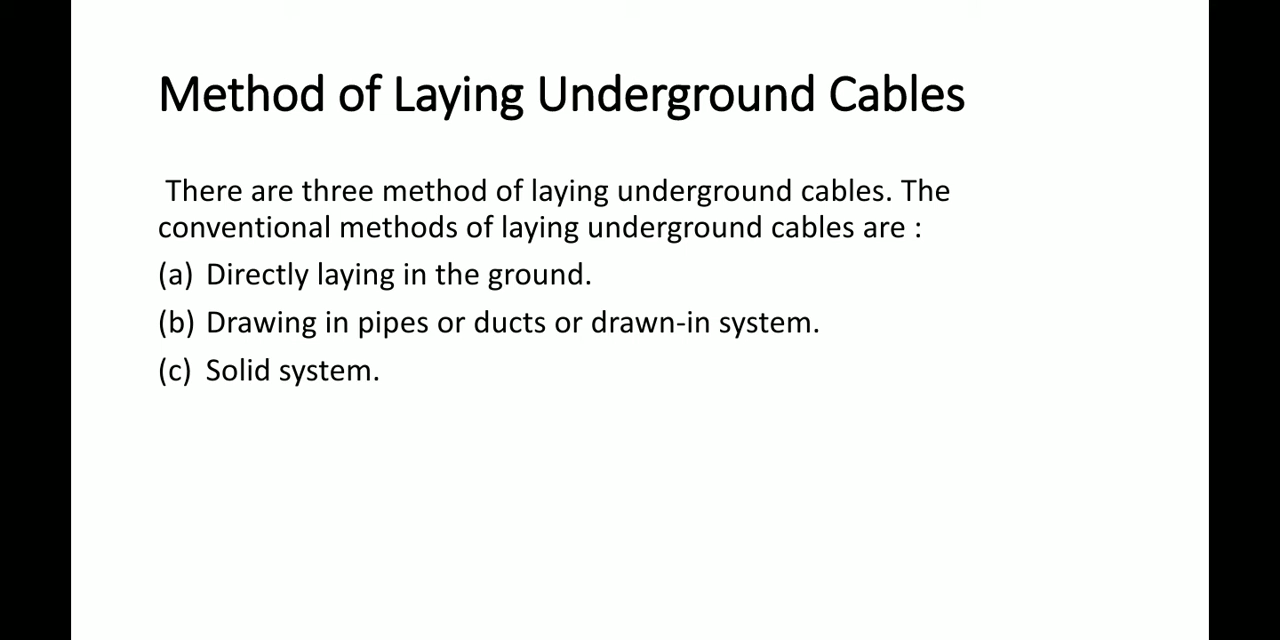 Method of Laying Underground Cables
There are three method of laying underground cables. The
conventional methods of laying underground cables are :
(a) Directly laying in the ground.
(b) Drawing in pipes or ducts or drawn-in system.
(c) Solid system.